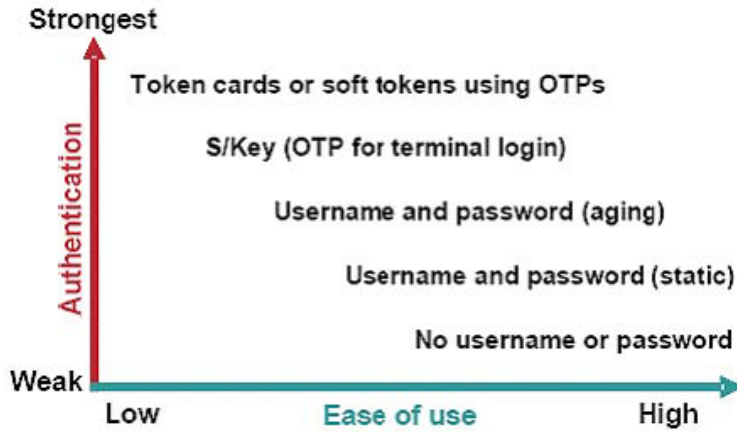 Strongest
Token cards or soft tokens using OTPs
S/Key (OTP for terminal login)
Username and password (aging)
Username and password (static)
No username or password
Authentication
Weak
Low
Ease of use
High